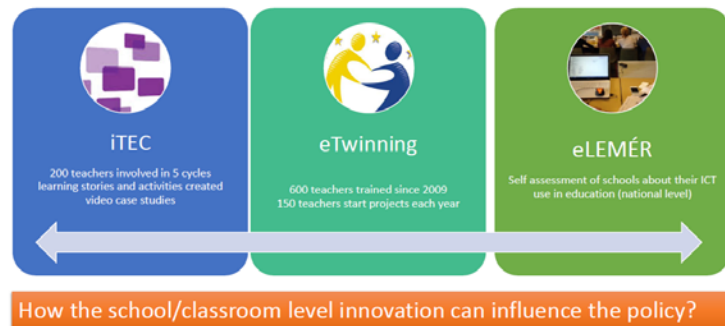 iTEC
200 teachers involved in 5 cycles
learning stories and activities created
video case studies
eTwinning
600 teachers trained since 2009
150 teachers start projects each year
eLEMÉR
Self assessment of schools about their ICT
use in education (national level)
How the school/classroom level innovation can influence the policy?